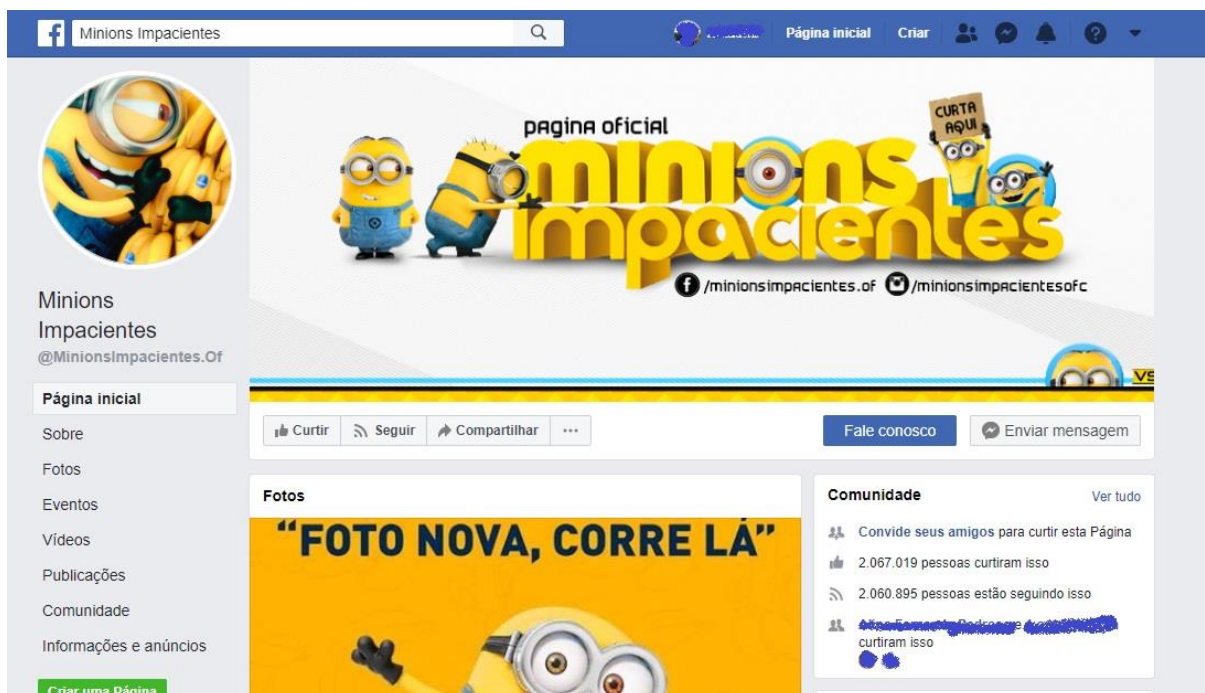 Minions Impacientes
Página inicial
Criar
pagina oficial
CURTA
AQUI
minions
impacientes
/minionsimpacientes.of /minionsimpacientesofc
VS
Minions
Impacientes
@MinionsImpacientes.Of
Página inicial
Sobre
Fotos
Eventos
Vídeos
Publicações
Comunidade
Informações e anúncios
Criar uma Página
Curtir
Seguir
Compartilhar
Fale conosco
Enviar mensagem
Fotos
“FOTO NOVA, CORRE LÁ”
Comunidade
Ver tudo
Convide seus amigos para curtir esta Página
2.067.019 pessoas curtiram isso
2.060.895 pessoas estão seguindo isso
curtiram isso